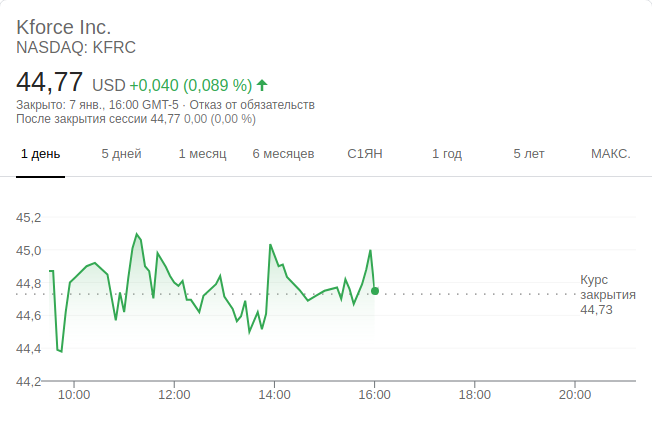 Kforce Inc.
NASDAQ: KFRC
44,77 USD +0,040 (0,089 %)
Закрыто: 7 янв., 16:00 GMT-5 · Отказ от обязательств
После закрытия сессии 44,77 0,00 (0,00 %)
1 день 5 дней 1 месяц 6 месяцев С1ЯН 1 год 5 лет МАКС.
45,2
45,0
44,8
44,6
44,4
44,2
Курс
закрытия
44,73
10:00 12:00 14:00 16:00 18:00 20:00